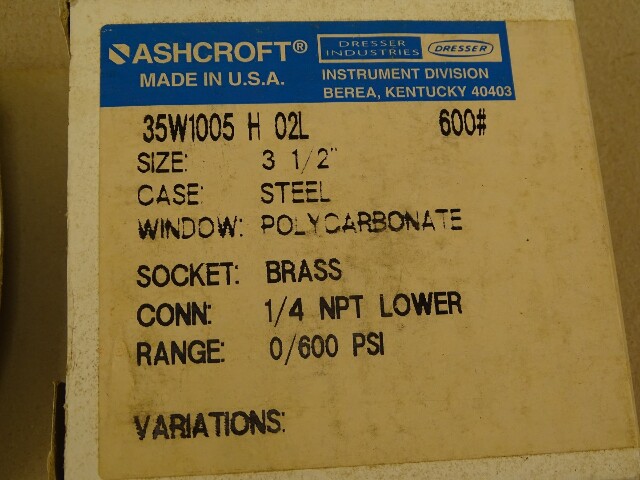 ASHCROFT®
MADE IN U.S.A.
DRESSER INDUSTRIES
DRESSER
INSTRUMENT DIVISION
BEREA, KENTUCKY 40403
35W1005 H 02L 600#
SIZE: 3 1/2"
CASE: STEEL
WINDOW: POLYCARBONATE
SOCKET: BRASS
CONN: 1/4 NPT LOWER
RANGE: 0/600 PSI
VARIATIONS: